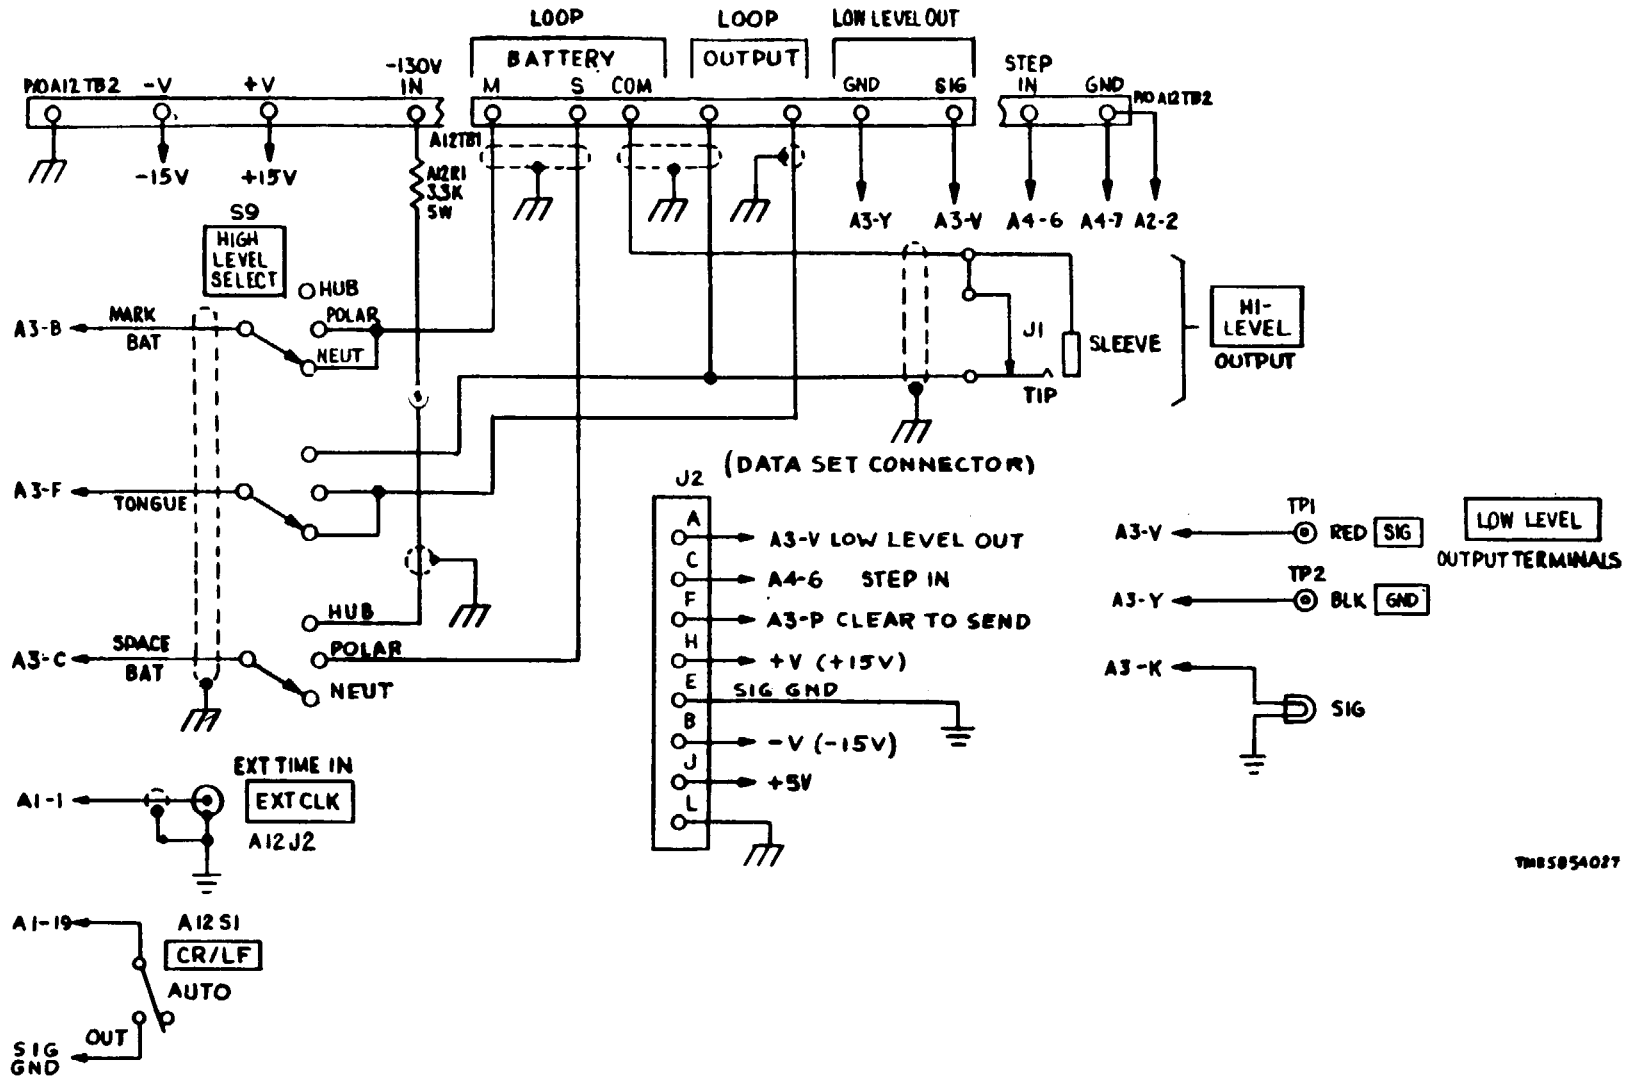 LOOP LOOP LOW LEVEL OUT
BATTERY OUTPUT
P/O A12 TB2 -V +V -130V IN M S COM GND SIG STEP IN GND P/O A12TB2
A12TB1
-15V +15V
A12R1
3.3K
5W
A3-Y A3-V A4-6 A4-7 A2-2
S9
HIGH
LEVEL
SELECT
HUB
POLAR
NEUT
A3-B MARK
BAT
J1
SLEEVE
TIP
HI-
LEVEL
OUTPUT
A3-F TONGUE
HUB
POLAR
NEUT
A3-C SPACE
BAT
(DATA SET CONNECTOR)
J2
A A3-V LOW LEVEL OUT
C A4-6 STEP IN
F A3-P CLEAR TO SEND
H +V (+15V)
E SIG GND
B -V (-15V)
J +5V
L
TP1
A3-V RED SIG
TP2
A3-Y BLK GND
LOW LEVEL
OUTPUT TERMINALS
A3-K
SIG
EXT TIME IN
A1-1 EXT CLK
A12J2
A1-19 A12S1
CR/LF
AUTO
OUT
SIG
GND
TM85854027